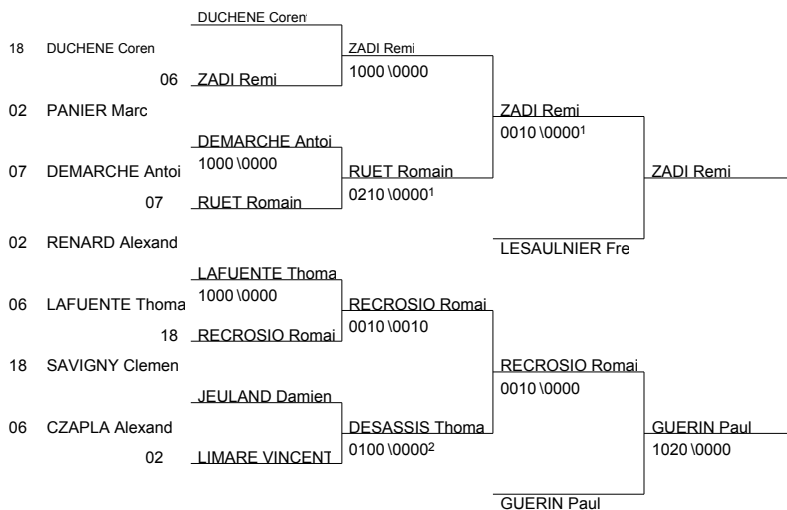 DUCHENE Coren
18 DUCHENE Coren
ZADI Remi
1000 \0000
06 ZADI Remi
02 PANIER Marc
ZADI Remi
0010 \0000¹
DEMARCHE Antoi
1000 \0000
07 DEMARCHE Antoi
RUET Romain
0210 \0000¹
ZADI Remi
07 RUET Romain
02 RENARD Alexand
LESAULNIER Fre
LAFUENTE Thoma
1000 \0000
06 LAFUENTE Thoma
RECROSIO Romai
0010 \0010
18 RECROSIO Romai
18 SAVIGNY Clemen
RECROSIO Romai
0010 \0000
JEULAND Damien
06 CZAPLA Alexand
DESASSIS Thoma
0100 \0000²
GUERIN Paul
1020 \0000
02 LIMARE VINCENT
GUERIN Paul